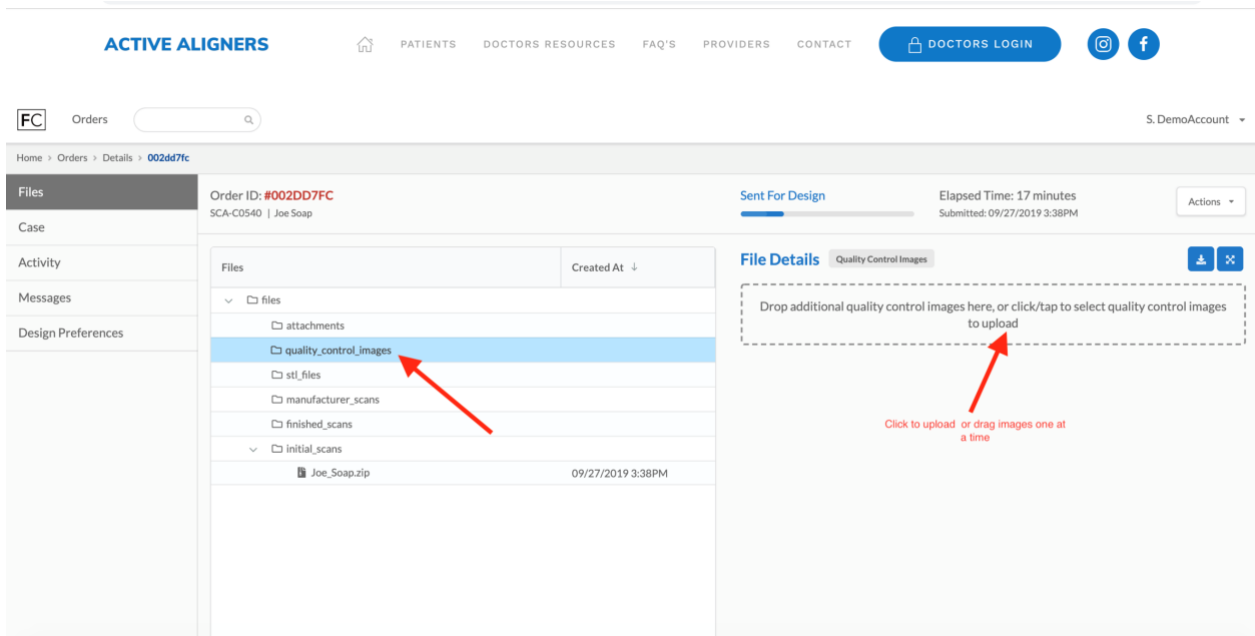 ACTIVE ALIGNERS
PATIENTS
DOCTORS RESOURCES
FAQ'S
PROVIDERS
CONTACT
DOCTORS LOGIN
FC
Orders
S. DemoAccount
Home > Orders > Details > 002dd7fc
Files
Case
Activity
Messages
Design Preferences
Order ID: #002DD7FC
SCA-C0540 | Joe Soap
Sent For Design
Elapsed Time: 17 minutes
Submitted: 09/27/2019 3:38PM
Actions
Files
Created At ↓
files
attachments
quality_control_images
stl_files
manufacturer_scans
finished_scans
initial_scans
Joe_Soap.zip
09/27/2019 3:38PM
File Details
Quality Control Images
Drop additional quality control images here, or click/tap to select quality control images
to upload
Click to upload or drag images one at
a time